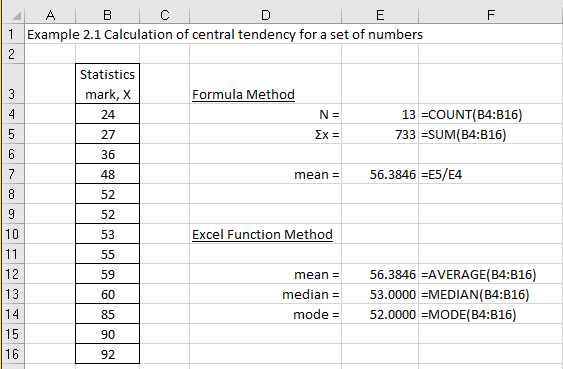 A B C D E F
1 Example 2.1 Calculation of central tendency for a set of numbers
2
Statistics
3 mark, X Formula Method
4 24 N = 13 =COUNT(B4:B16)
5 27 Σx = 733 =SUM(B4:B16)
6 36
7 48 mean = 56.3846 =E5/E4
8 52
9 52
10 53 Excel Function Method
11 55
12 59 mean = 56.3846 =AVERAGE(B4:B16)
13 60 median = 53.0000 =MEDIAN(B4:B16)
14 85 mode = 52.0000 =MODE(B4:B16)
15 90
16 92